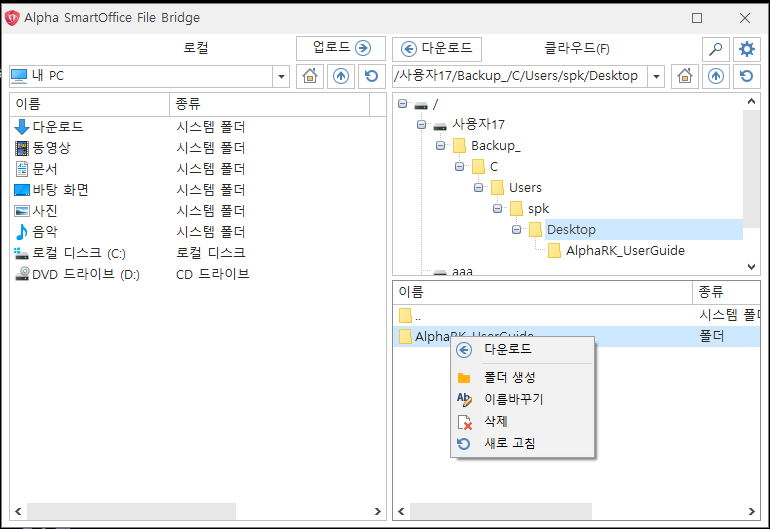 Alpha SmartOffice File Bridge
로컬
업로드
다운로드
클라우드(F)
내 PC
/사용자17/Backup_/C/Users/spk/Desktop
이름 종류
다운로드 시스템 폴더
동영상 시스템 폴더
문서 시스템 폴더
바탕 화면 시스템 폴더
사진 시스템 폴더
음악 시스템 폴더
로컬 디스크 (C:) 로컬 디스크
DVD 드라이브 (D:) CD 드라이브
/
사용자17
Backup_
C
Users
spk
Desktop
AlphaRK_UserGuide
aaa
이름 종류
.. 시스템 폴더
AlphaRK_UserGuide 폴더
다운로드
폴더 생성
이름바꾸기
삭제
새로 고침